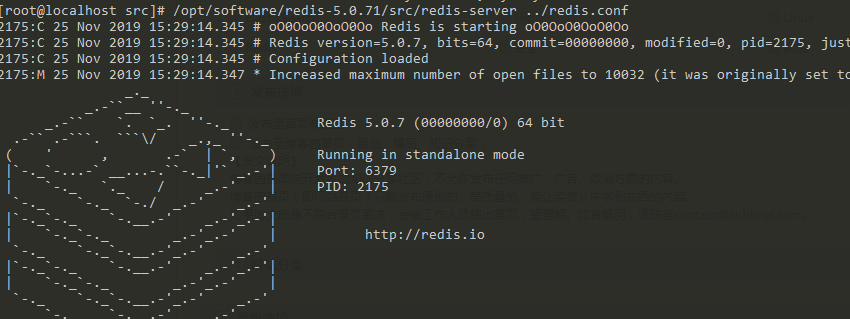 [root@localhost src]# /opt/software/redis-5.0.71/src/redis-server ../redis.conf
2175:C 25 Nov 2019 15:29:14.345 # oO0OoO0OoO0Oo Redis is starting oO0OoO0OoO0Oo
2175:C 25 Nov 2019 15:29:14.345 # Redis version=5.0.7, bits=64, commit=00000000, modified=0, pid=2175, just
2175:C 25 Nov 2019 15:29:14.345 # Configuration loaded
2175:M 25 Nov 2019 15:29:14.347 * Increased maximum number of open files to 10032 (it was originally set to
Redis 5.0.7 (00000000/0) 64 bit
Running in standalone mode
Port: 6379
PID: 2175
http://redis.io